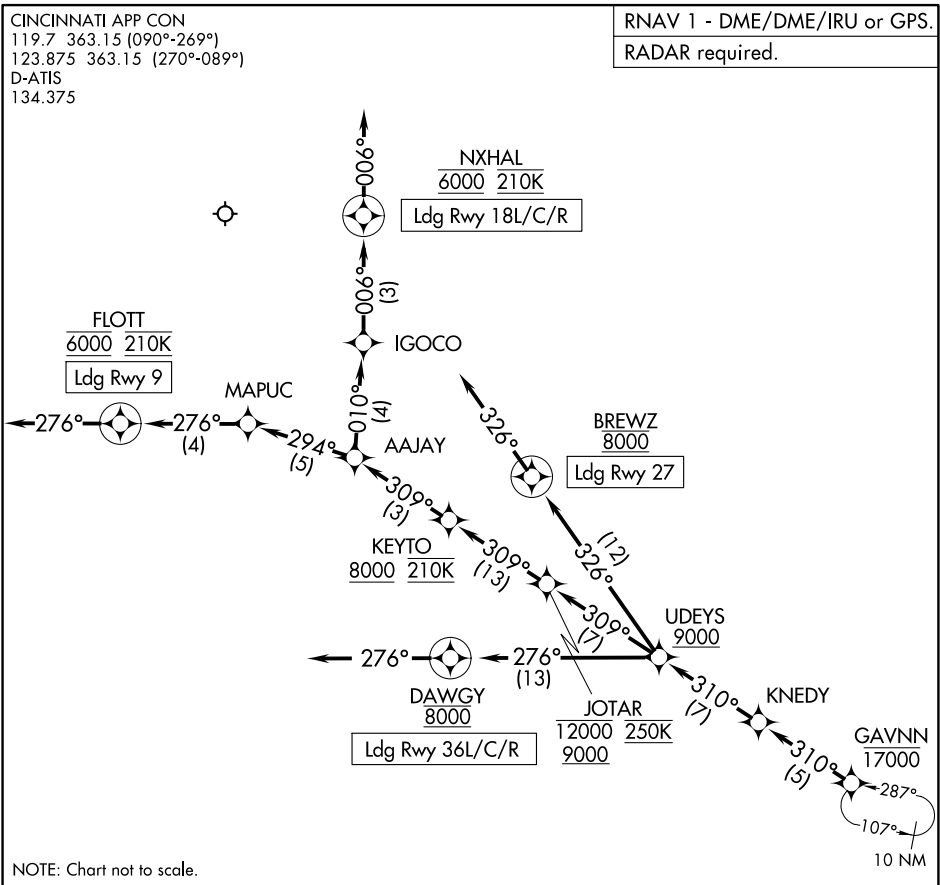 CINCINNATI APP CON
119.7 363.15 (090°-269°)
123.875 363.15 (270°-089°)
D-ATIS
134.375
RNAV 1 - DME/DME/IRU or GPS.
RADAR required.
006°
NXHAL
6000 210K
Ldg Rwy 18L/C/R
006°
(3)
IGOCO
FLOTT
6000 210K
Ldg Rwy 9
MAPUC
010°
(4)
276°
276°
(4)
294°
(5)
AAJAY
326°
BREWZ
8000
Ldg Rwy 27
309°
(3)
KEYTO
8000 210K
309°
(13)
326°
(12)
309°
(7)
UDEYS
9000
276°
276°
(13)
DAWGY
8000
Ldg Rwy 36L/C/R
JOTAR
12000 250K
9000
310°
(7)
KNEDY
310°
(5)
GAVNN
17000
287°
107°
10 NM
NOTE: Chart not to scale.